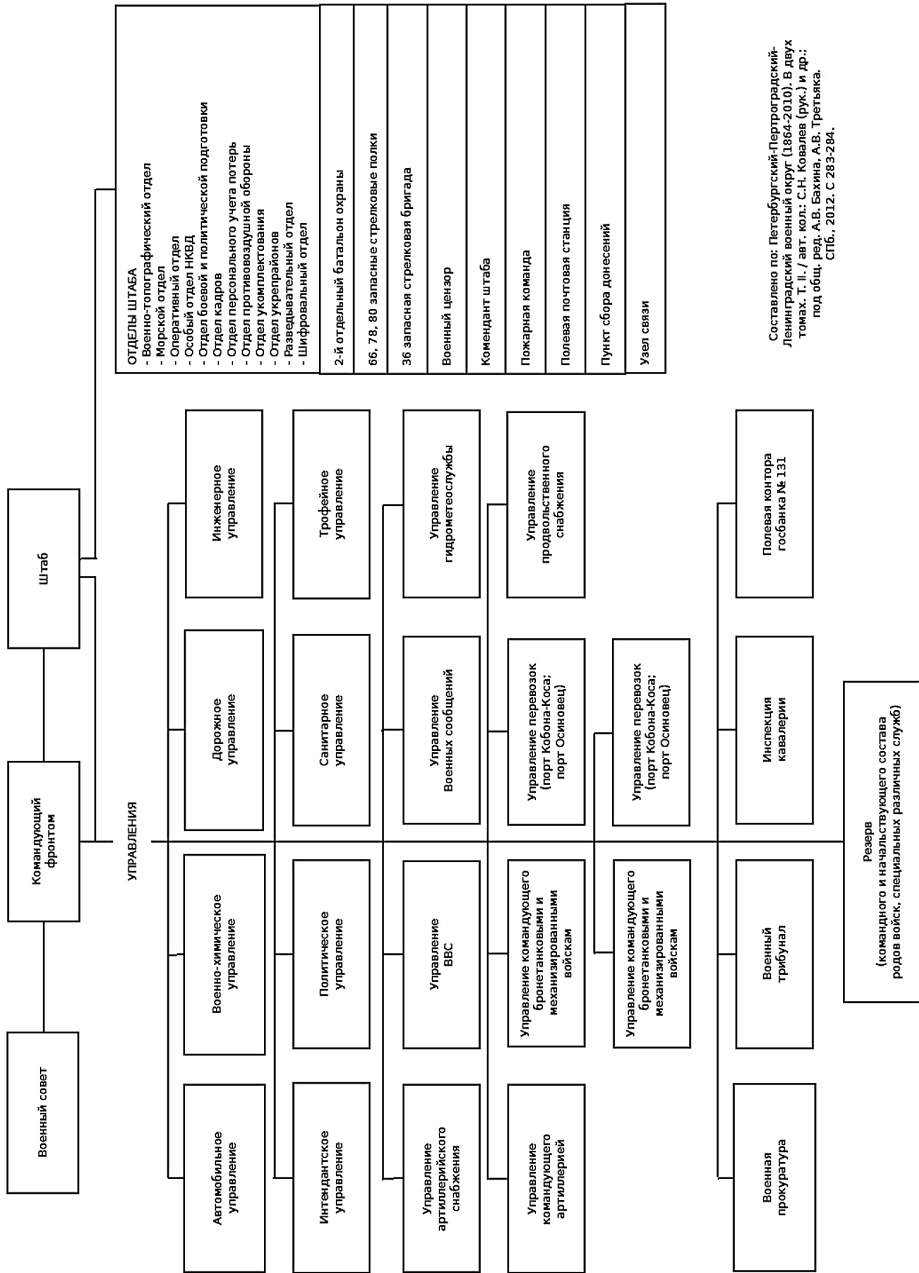 Военный совет
Командующий
фронтом
Штаб
УПРАВЛЕНИЯ
Автомобильное
управление
Военно-химическое
управление
Дорожное
управление
Инженерное
управление
Интендантское
управление
Политическое
управление
Санитарное
управление
Трофейное
управление
Управление
артиллерийского
снабжения
Управление
ВВС
Управление
Военных сообщений
Управление
гидрометеослужбы
Управление
командующего
артиллерией
Управление командующего
бронетанковыми и
механизированными
войскам
Управление перевозок
(порт Кобона-Коса;
порт Осиновец)
Управление
продвольственного
снабжения
Управление командующего
бронетанковыми и
механизированными
войскам
Управление перевозок
(порт Кобона-Коса;
порт Осиновец)
Военная
прокуратура
Военный
трибунал
Инспекция
кавалерии
Полевая контора
госбанка № 131
Резерв
(командного и начальствующего состава
родов войск, специальных различных служб)
ОТДЕЛЫ ШТАБА
- Военно-топографический отдел
- Морской отдел
- Оперативный отдел
- Особый отдел НКВД
- Отдел боевой и политической подготовки
- Отдел кадров
- Отдел персонального учета потерь
- Отдел противовоздушной обороны
- Отдел укомплектования
- Отдел укрепрайонов
- Разведывательный отдел
- Шифровальный отдел
2-й отдельный батальон охраны
66, 78, 80 запасные стрелковые полки
36 запасная стрелковая бригада
Военный цензор
Комендант штаба
Пожарная команда
Полевая почтовая станция
Пункт сбора донесений
Узел связи
Составлено по: Петербургский-Пертроградский-
Ленинградский военный округ (1864-2010). В двух
томах. Т. II. / авт. кол.: С.Н. Ковалев (рук.) и др.;
под общ. ред. А.В. Бахина, А.В. Третьяка.
СПб., 2012. С 283-284.